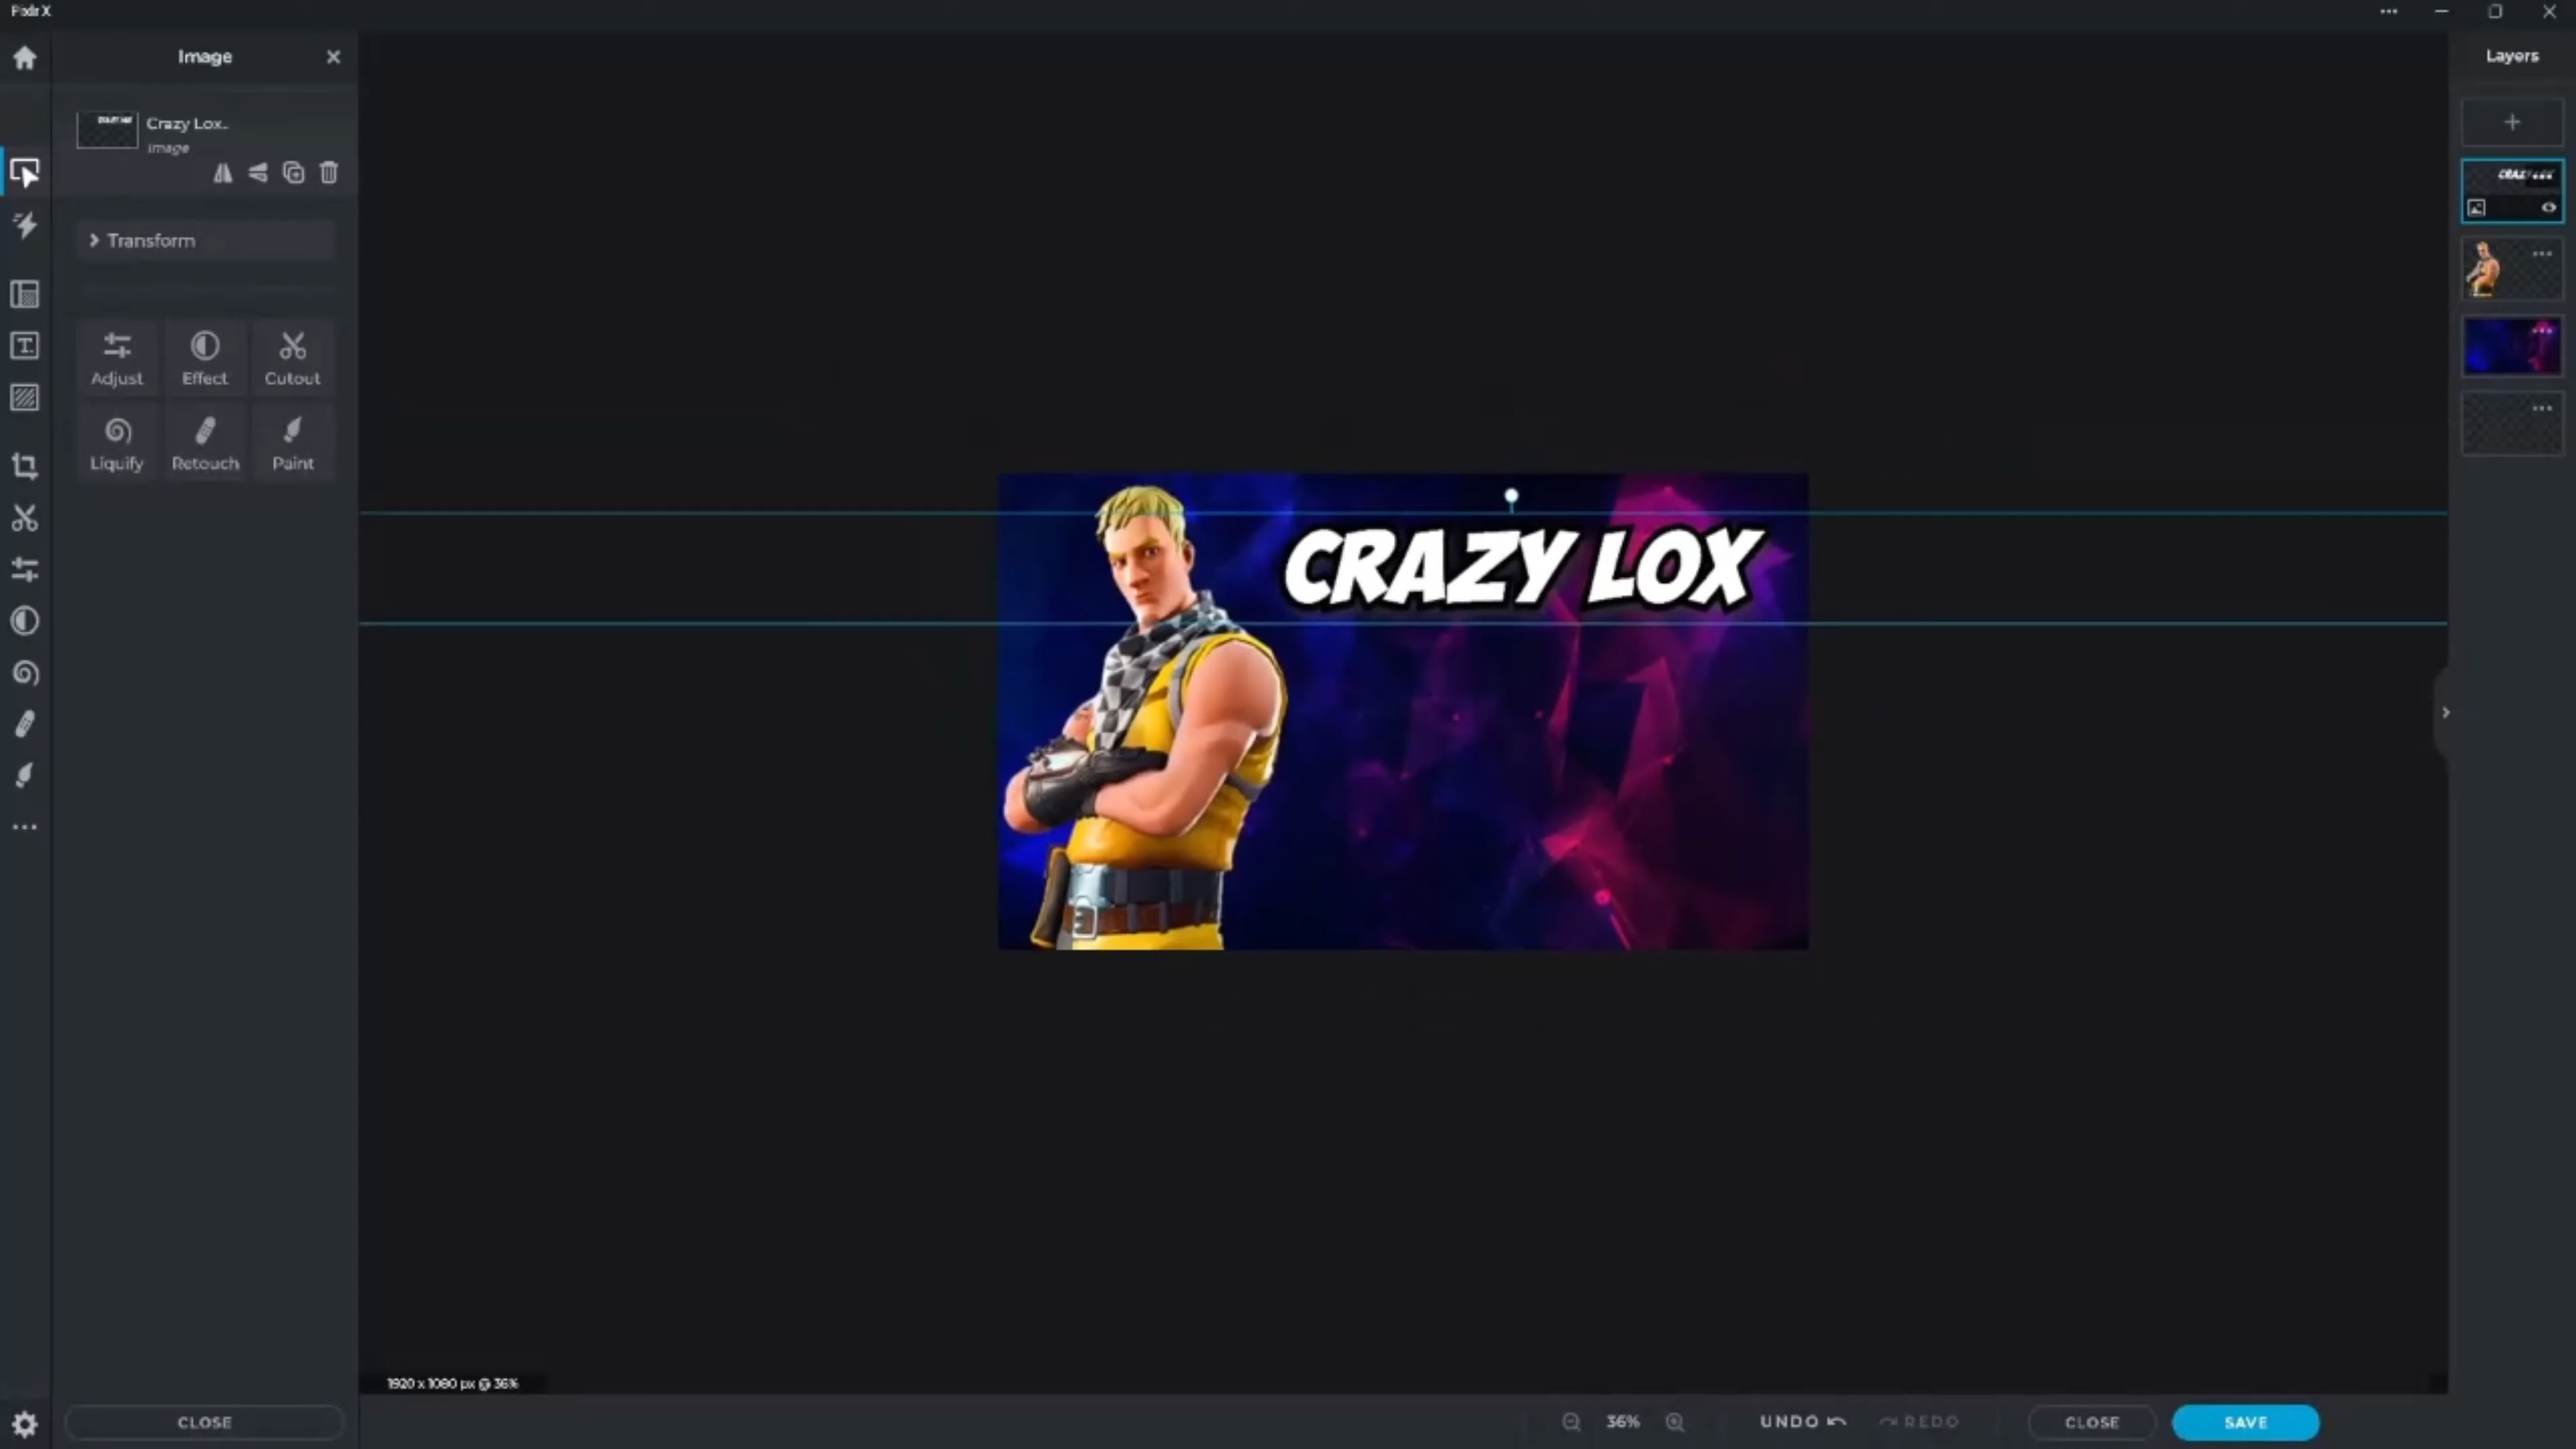 Pixlr X
Image
Layers
Crazy Lox..
Image
Transform
Adjust
Effect
Cutout
Liquify
Retouch
Paint
CRAZY LOX
1920 x 1080 px @ 36%
CLOSE
36%
UNDO
REDO
CLOSE
SAVE